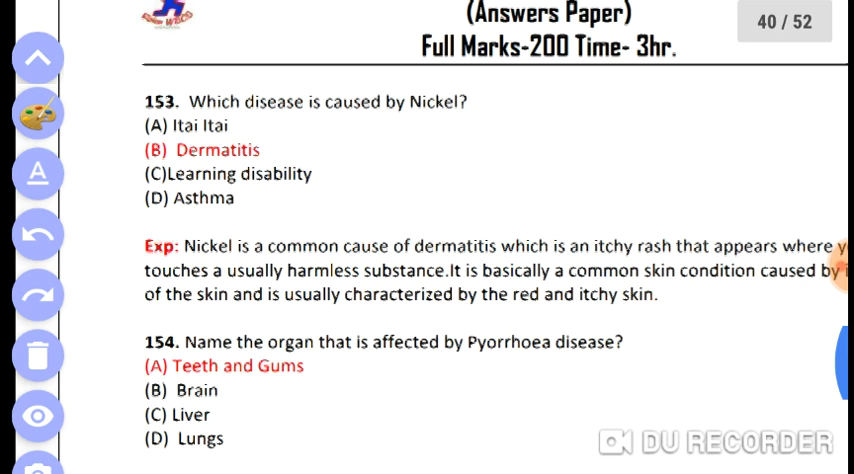 (Answers Paper)
40 / 52
Full Marks-200 Time- 3hr.
153. Which disease is caused by Nickel?
(A) Itai Itai
(B) Dermatitis
(C)Learning disability
(D) Asthma
Exp: Nickel is a common cause of dermatitis which is an itchy rash that appears where
touches a usually harmless substance.It is basically a common skin condition caused by
of the skin and is usually characterized by the red and itchy skin.
154. Name the organ that is affected by Pyorrhoea disease?
(A) Teeth and Gums
(B) Brain
(C) Liver
(D) Lungs
DU RECORDER
A